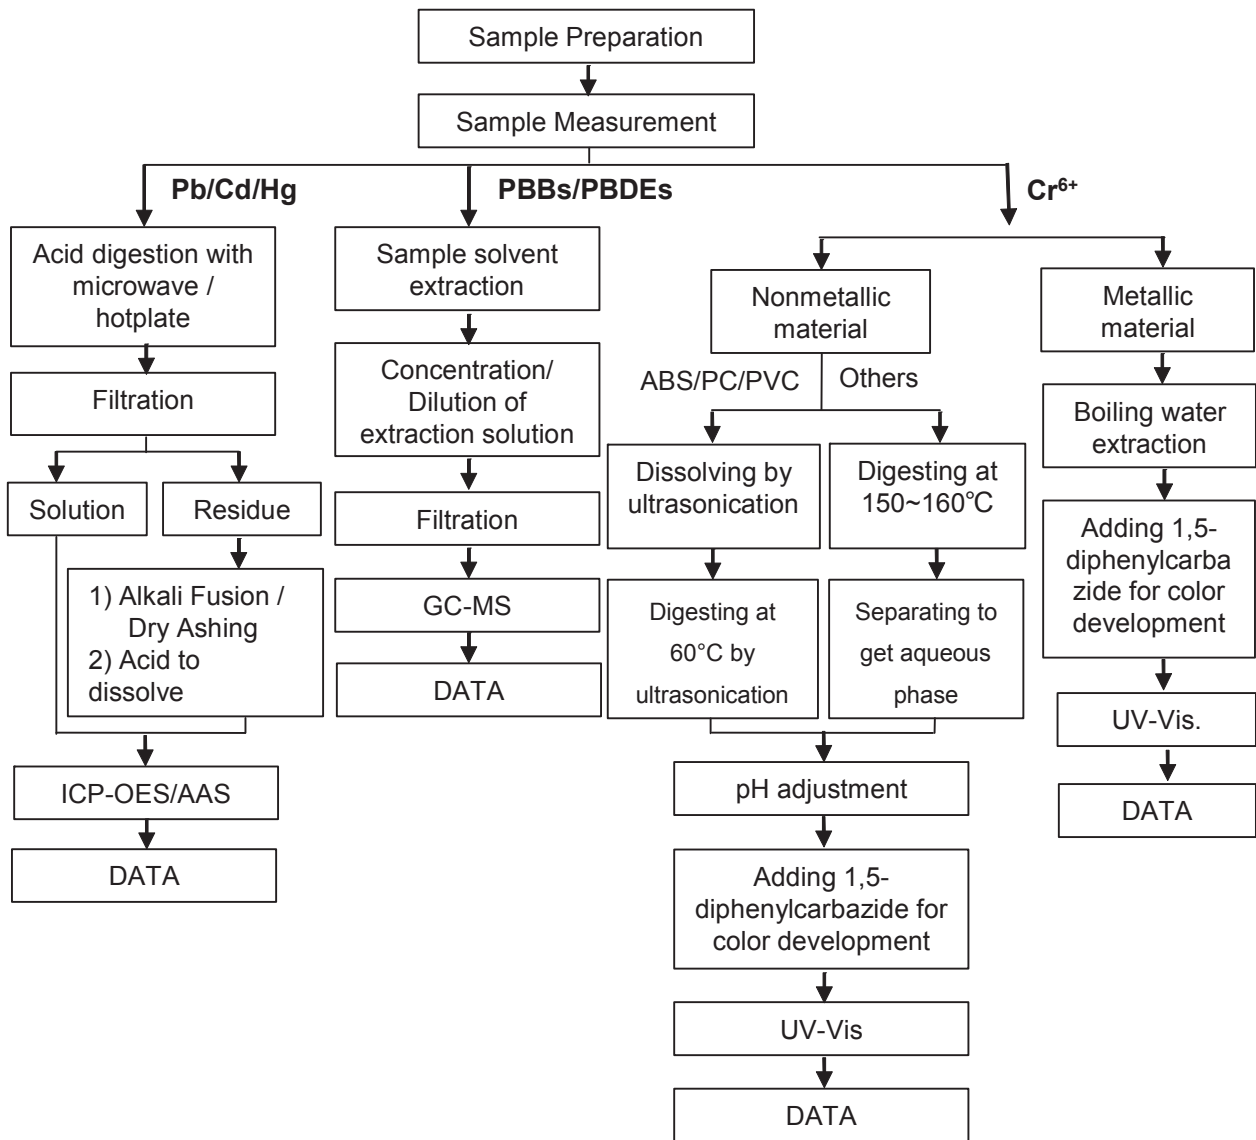 Sample Preparation
Sample Measurement
Pb/Cd/Hg
Acid digestion with
microwave /
hotplate
Filtration
Solution
Residue
1) Alkali Fusion /
Dry Ashing
2) Acid to
dissolve
ICP-OES/AAS
DATA
PBBs/PBDEs
Sample solvent
extraction
Concentration/
Dilution of
extraction solution
Filtration
GC-MS
DATA
Cr⁶⁺
Nonmetallic
material
ABS/PC/PVC
Dissolving by
ultrasonication
Digesting at
60°C by
ultrasonication
Others
Digesting at
150~160℃
Separating to
get aqueous
phase
pH adjustment
Adding 1,5-
diphenylcarbazide for
color development
UV-Vis
DATA
Metallic
material
Boiling water
extraction
Adding 1,5-
diphenylcarba
zide for color
development
UV-Vis.
DATA